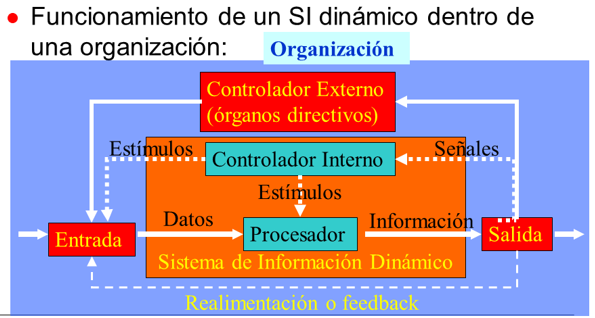 ● Funcionamiento de un SI dinámico dentro de
una organización:
Organización
Controlador Externo
(órganos directivos)
Estímulos
Controlador Interno
Señales
Estímulos
Datos
Información
Entrada
Procesador
Salida
Sistema de Información Dinámico
Realimentación o feedback